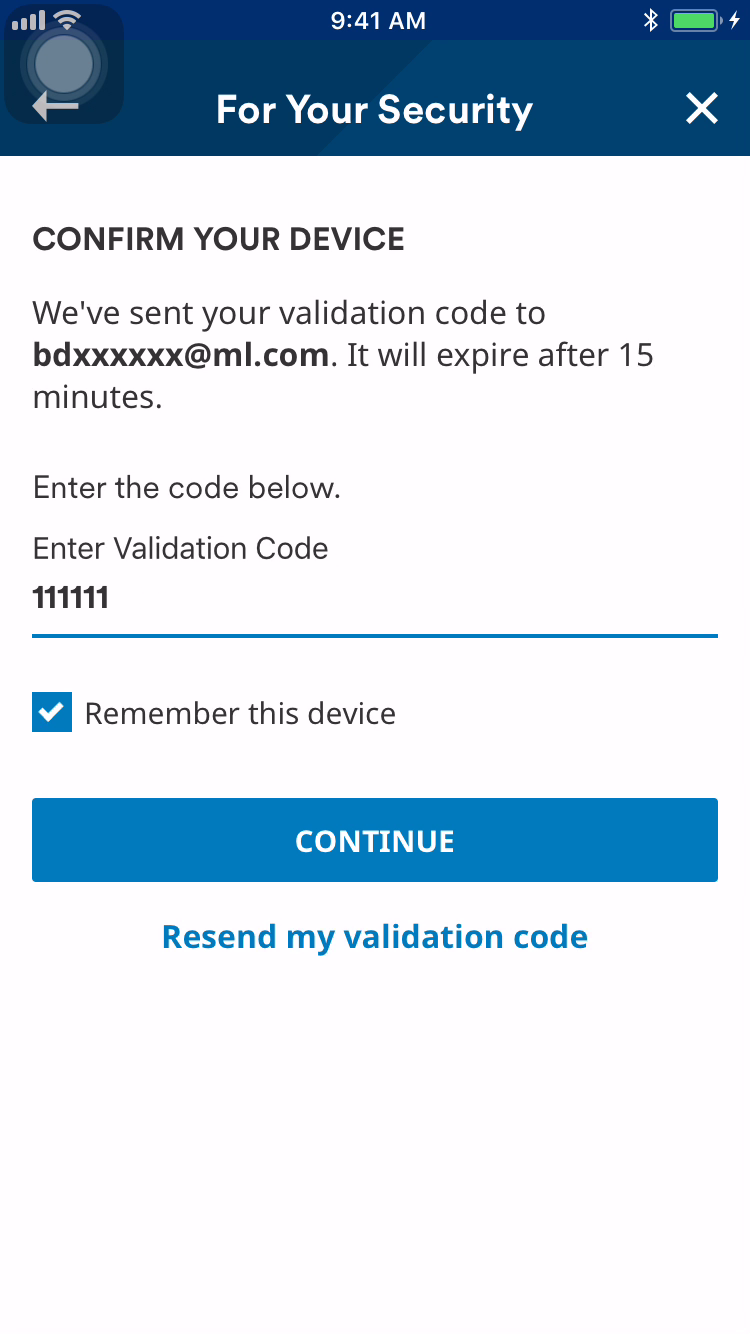 9:41 AM
For Your Security
CONFIRM YOUR DEVICE
We've sent your validation code to
bdxxxxxx@ml.com. It will expire after 15
minutes.
Enter the code below.
Enter Validation Code
111111
Remember this device
CONTINUE
Resend my validation code